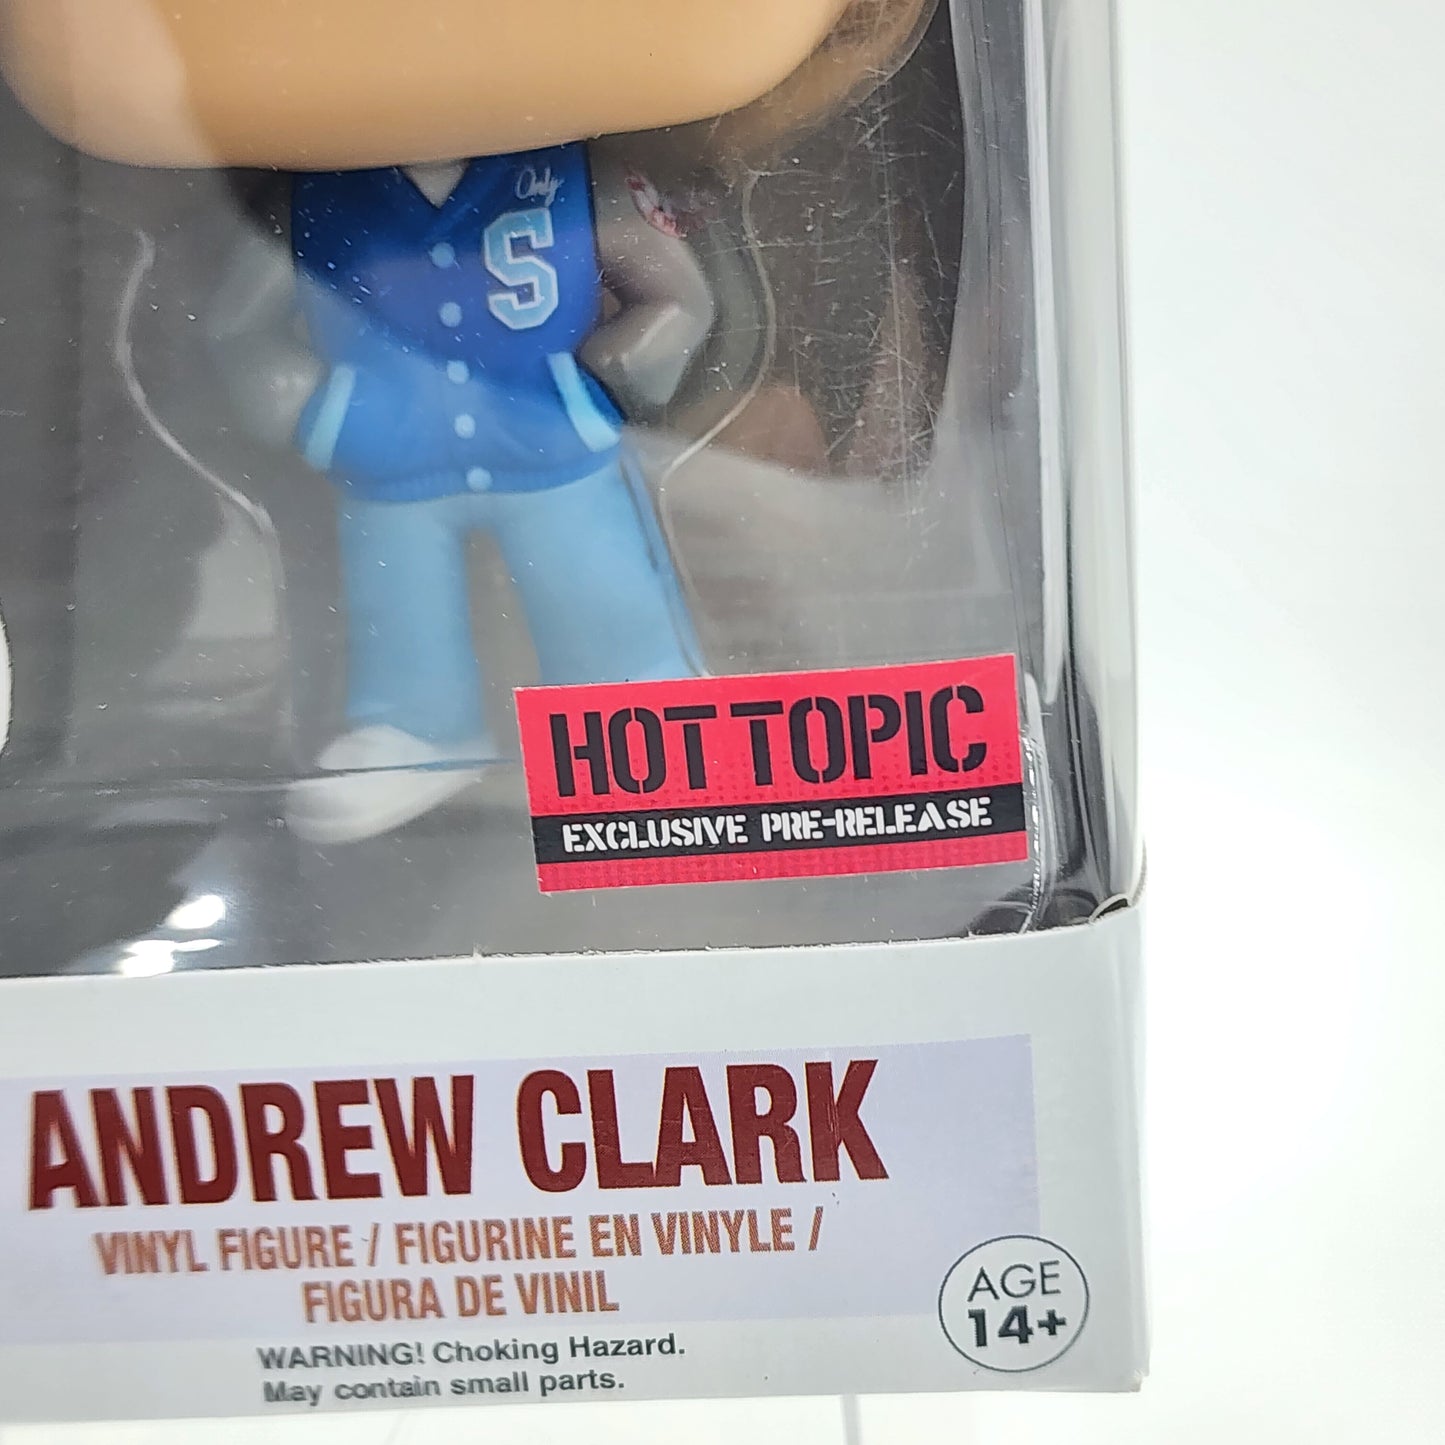 Andy
S
HOT TOPIC
EXCLUSIVE PRE-RELEASE
ANDREW CLARK
VINYL FIGURE / FIGURINE EN VINYLE /
FIGURA DE VINIL
AGE
14+
WARNING! Choking Hazard.
May contain small parts.